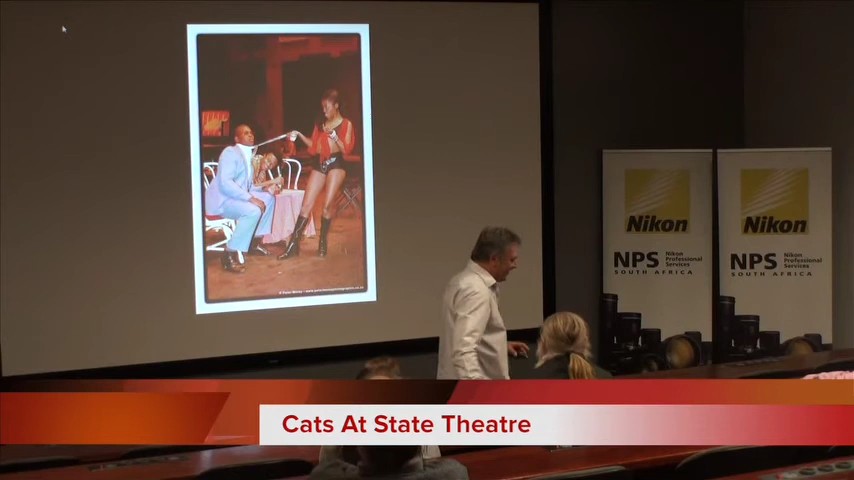 Nikon
NPS Nikon Professional Services
SOUTH AFRICA
Nikon
NPS Nikon Professional Services
SOUTH AFRICA
Cats At State Theatre